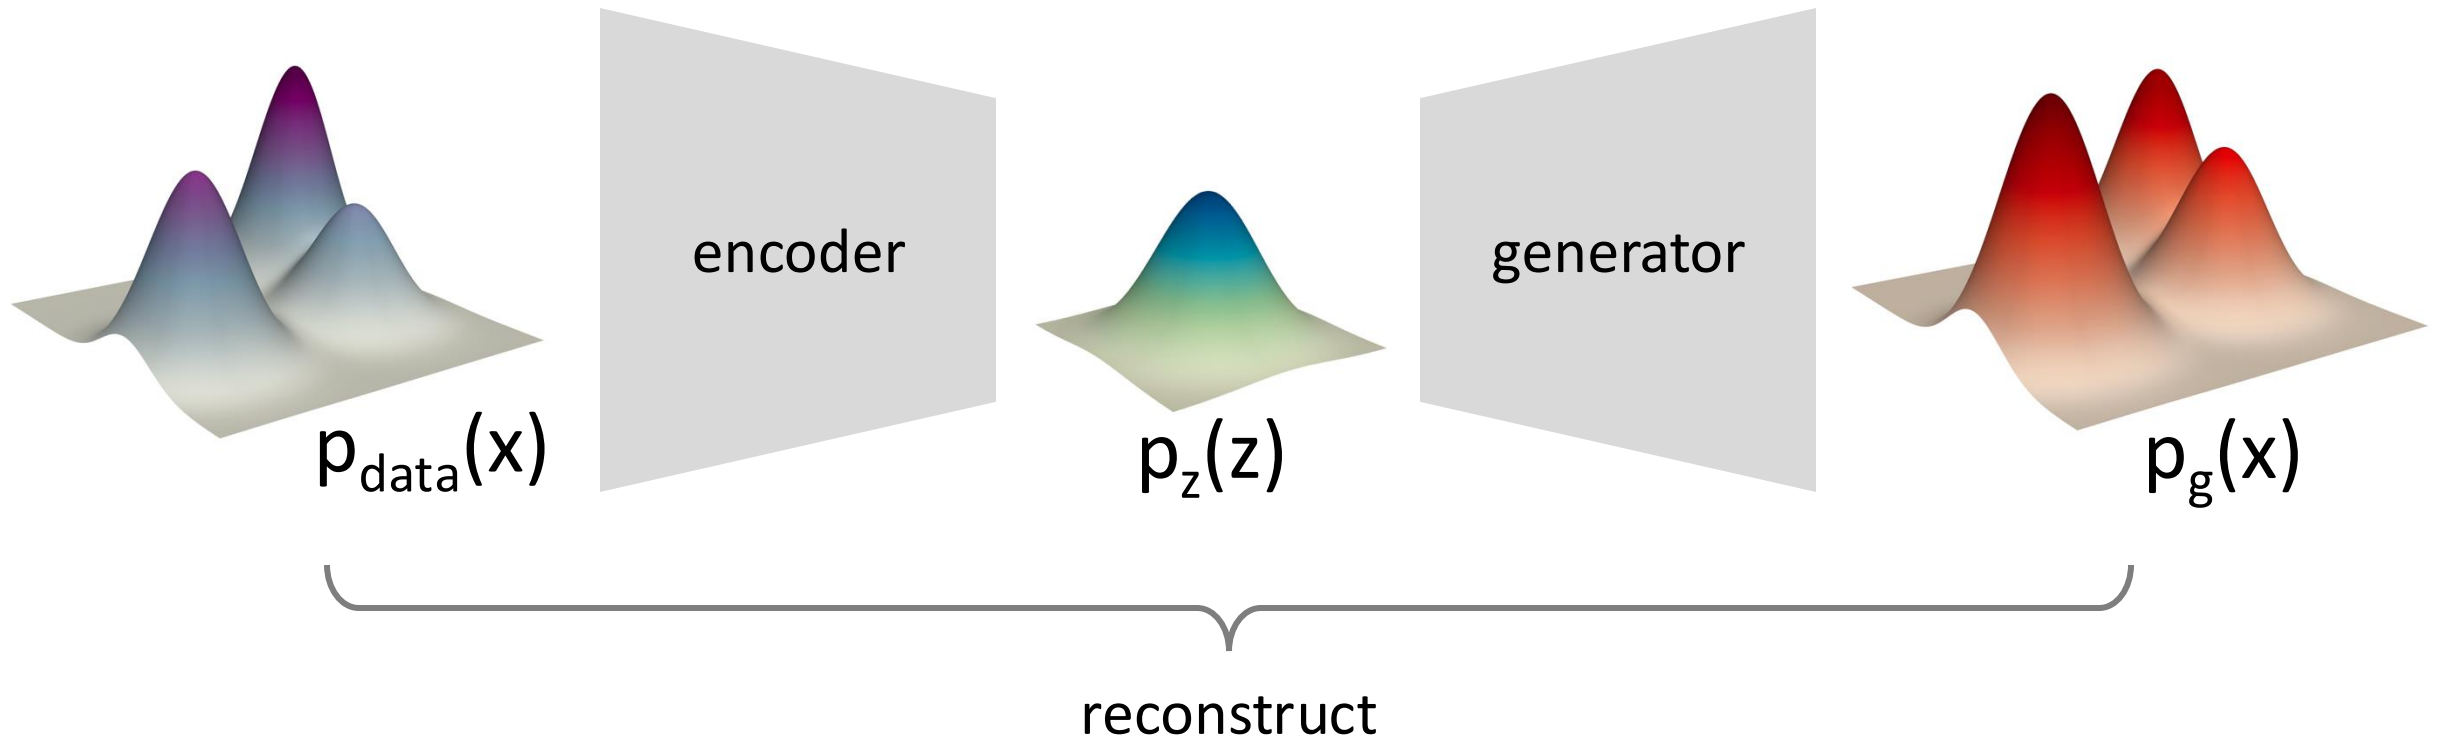 encoder
generator
p_data(x)
p_z(z)
p_g(x)
reconstruct